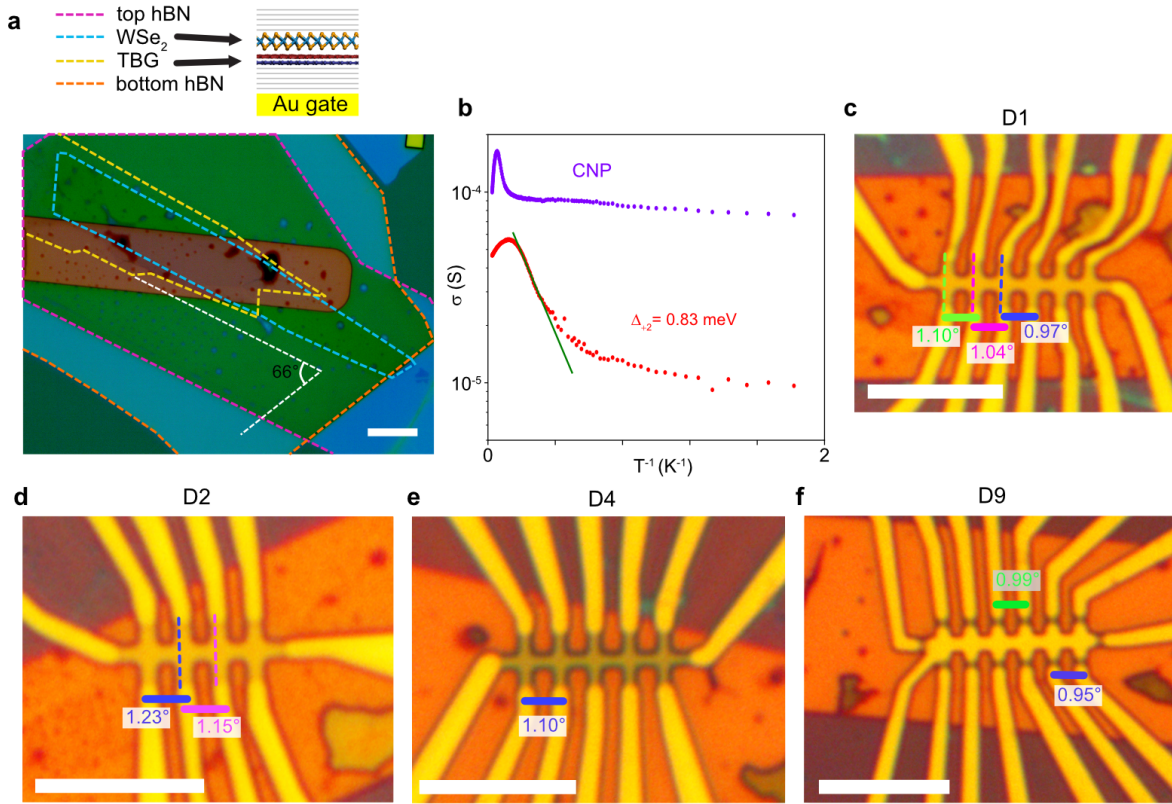 a
top hBN
WSe₂
TBG
bottom hBN
Au gate
66°
b
CNP
Δ₊₂= 0.83 meV
σ (S)
10⁻⁴
10⁻⁵
0
2
T⁻¹ (K⁻¹)
c
D1
1.10°
1.04°
0.97°
d
D2
1.23°
1.15°
e
D4
1.10°
f
D9
0.99°
0.95°